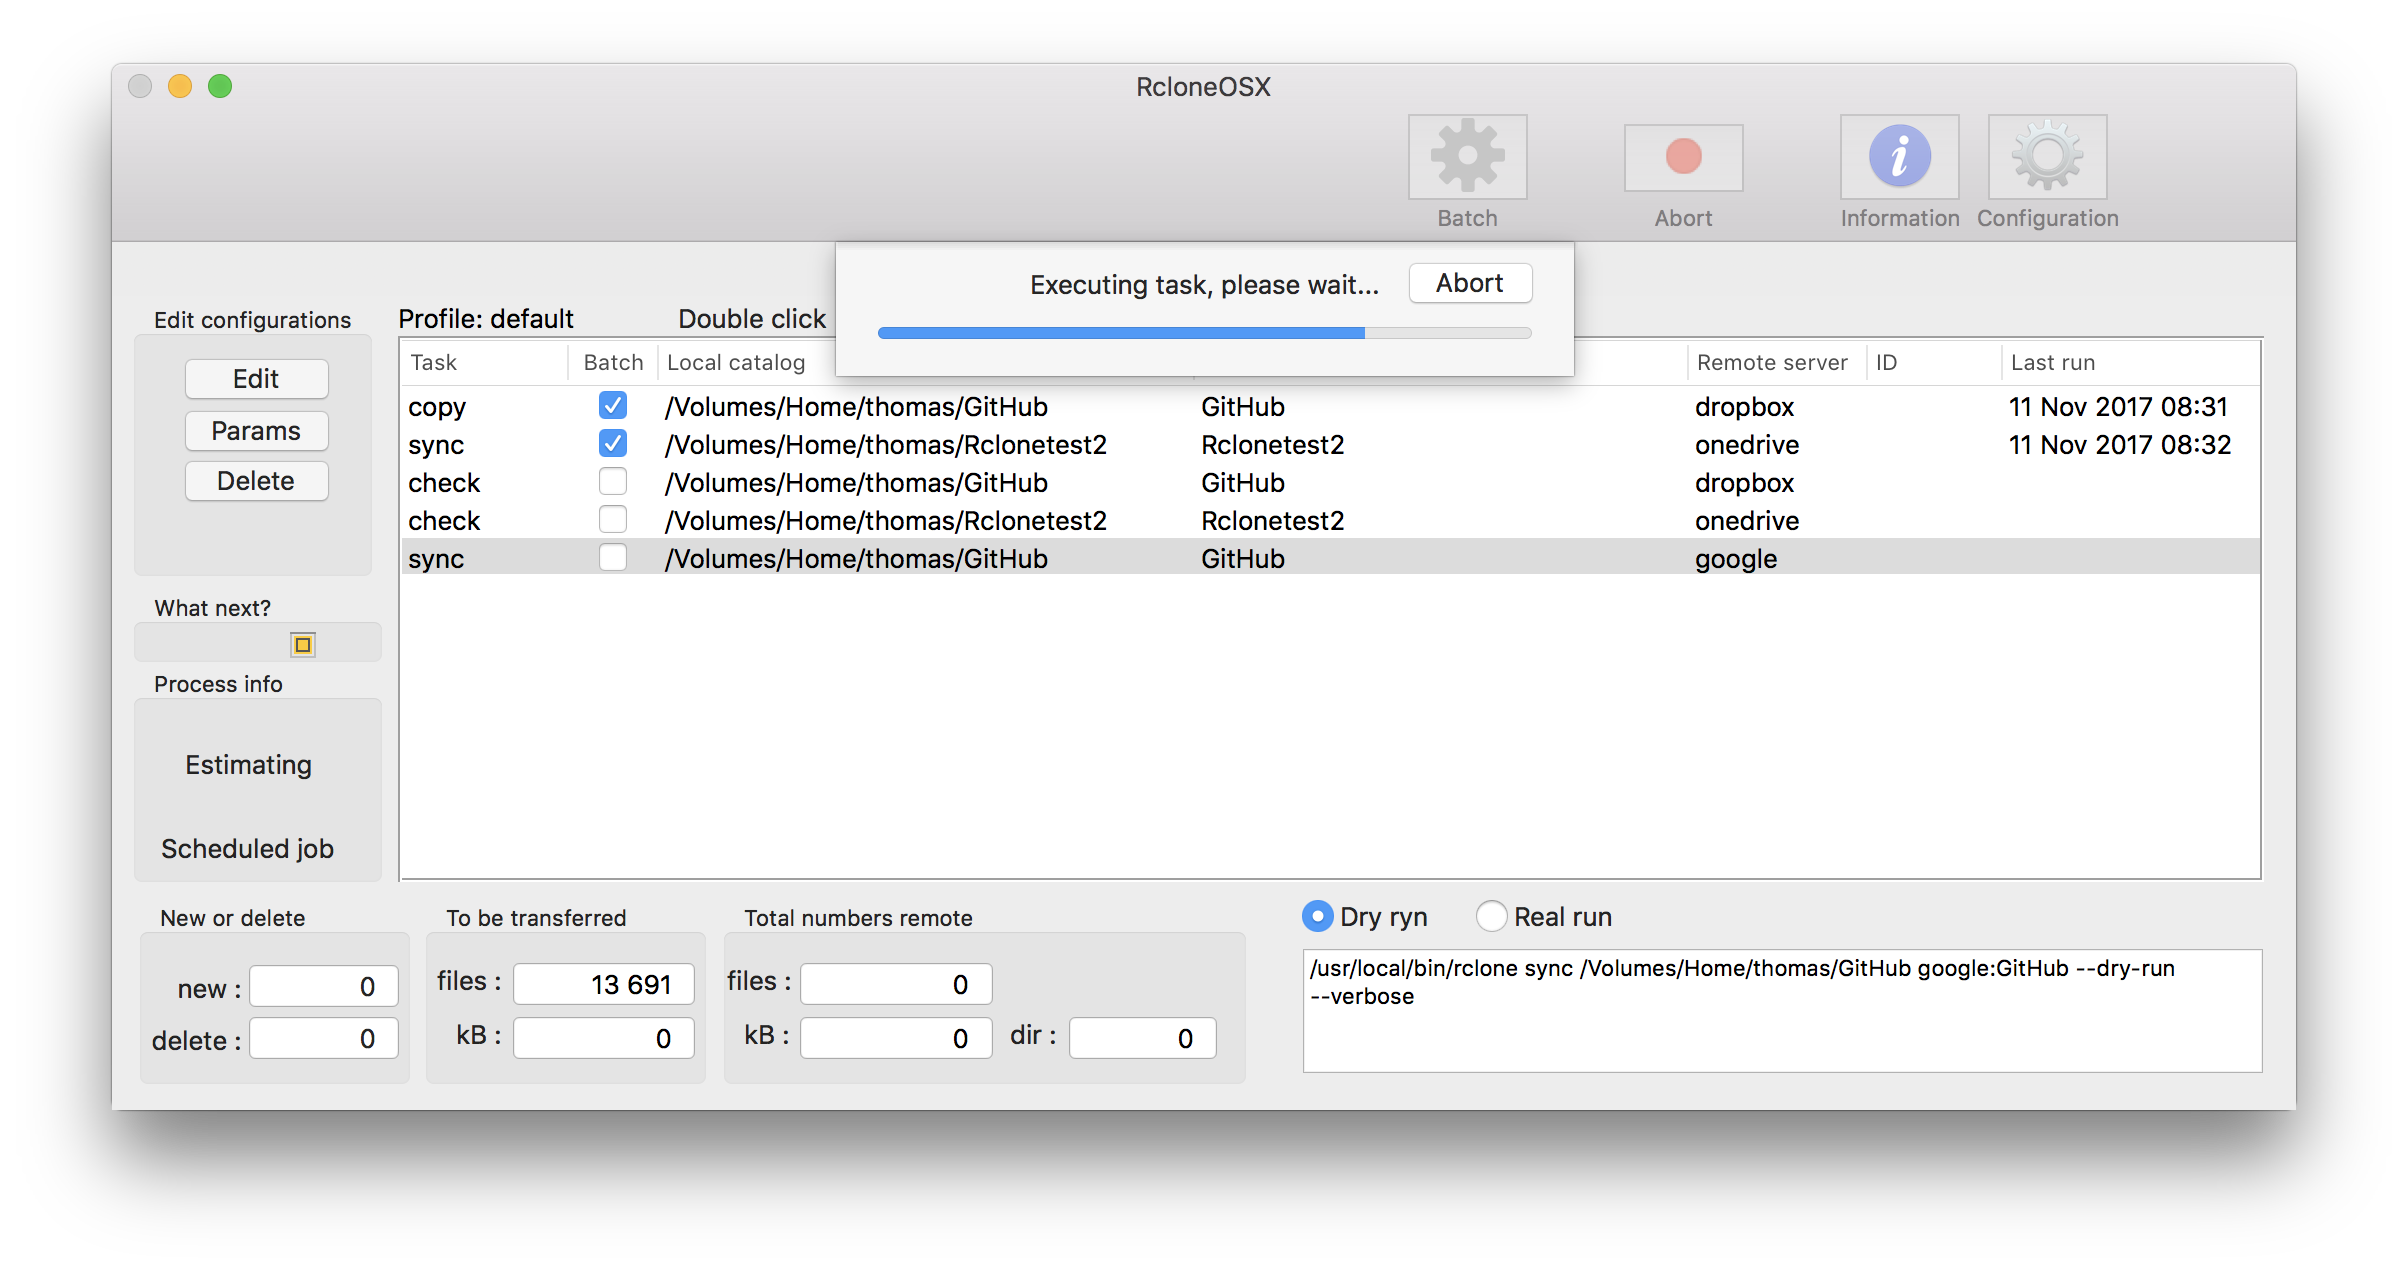 RcloneOSX
Batch
Abort
Information
Configuration
Executing task, please wait...
Abort
Edit configurations
Profile: default
Double click
Edit
Params
Delete
Task Batch Local catalog Remote server ID Last run
copy /Volumes/Home/thomas/GitHub GitHub dropbox 11 Nov 2017 08:31
sync /Volumes/Home/thomas/Rclonetest2 Rclonetest2 onedrive 11 Nov 2017 08:32
check /Volumes/Home/thomas/GitHub GitHub dropbox
check /Volumes/Home/thomas/Rclonetest2 Rclonetest2 onedrive
sync /Volumes/Home/thomas/GitHub GitHub google
What next?
Process info
Estimating
Scheduled job
New or delete
new : 0
delete : 0
To be transferred
files : 13 691
kB : 0
Total numbers remote
files : 0
kB : 0 dir : 0
Dry ryn Real run
/usr/local/bin/rclone sync /Volumes/Home/thomas/GitHub google:GitHub --dry-run
--verbose